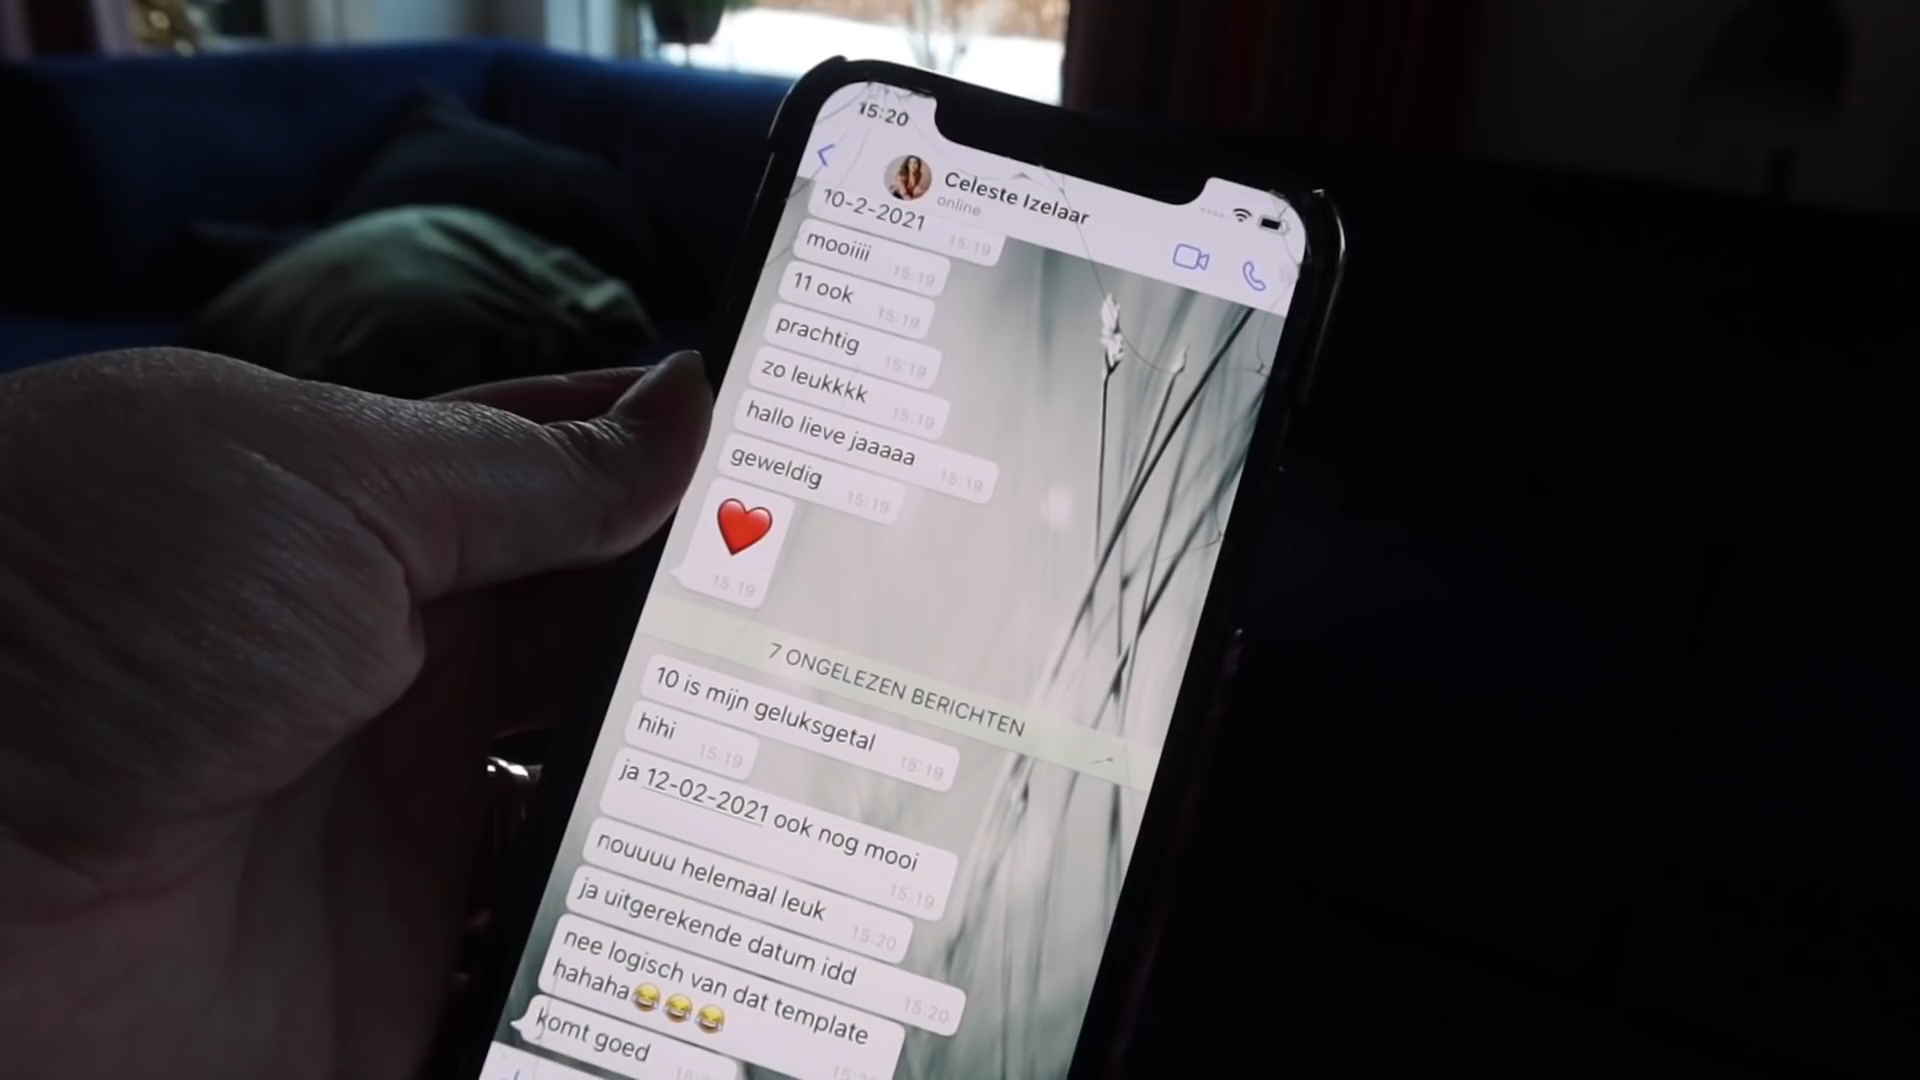 15:20
Celeste Izelaar
online
10-2-2021
15:19
mooiiii
15:19
11 ook
15:19
prachtig
15:19
zo leukkkk
15:19
hallo lieve jaaaaa
15:19
geweldig
15:19
❤️
15:19
7 ONGELEZEN BERICHTEN
10 is mijn geluksgetal
15:19
hihi
15:19
ja 12-02-2021 ook nog mooi
15:19
nouuuu helemaal leuk
15:20
ja uitgerekende datum idd
15:20
nee logisch van dat template
hahaha😂😂😂
komt goed